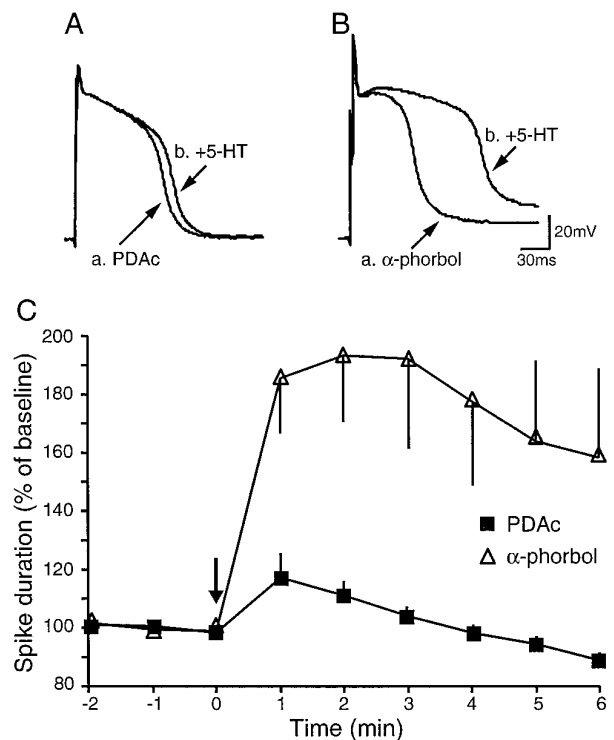 A
B
b. +5-HT
b. +5-HT
a. PDAc
a. α-phorbol
20mV
30ms
C
Spike duration (% of baseline)
200
180
160
140
120
100
80
PDAc
α-phorbol
-2 -1 0 1 2 3 4 5 6
Time (min)